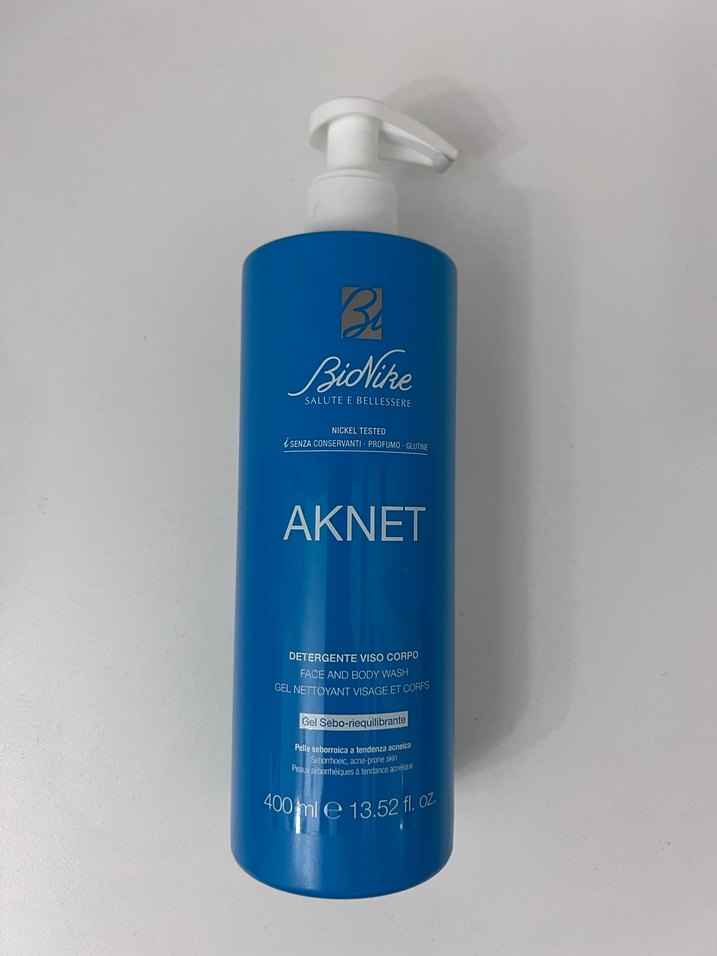 Bi
BioNike
SALUTE E BELLESSERE
NICKEL TESTED
i SENZA CONSERVANTI · PROFUMO · GLUTINE
AKNET
DETERGENTE VISO CORPO
FACE AND BODY WASH
GEL NETTOYANT VISAGE ET CORPS
Gel Sebo-riequilibrante
Pelle seborroica a tendenza acneica
Seborrhoeic, acne-prone skin
Peaux séborrhéiques à tendance acnéique
400 ml ℮ 13.52 fl. oz.